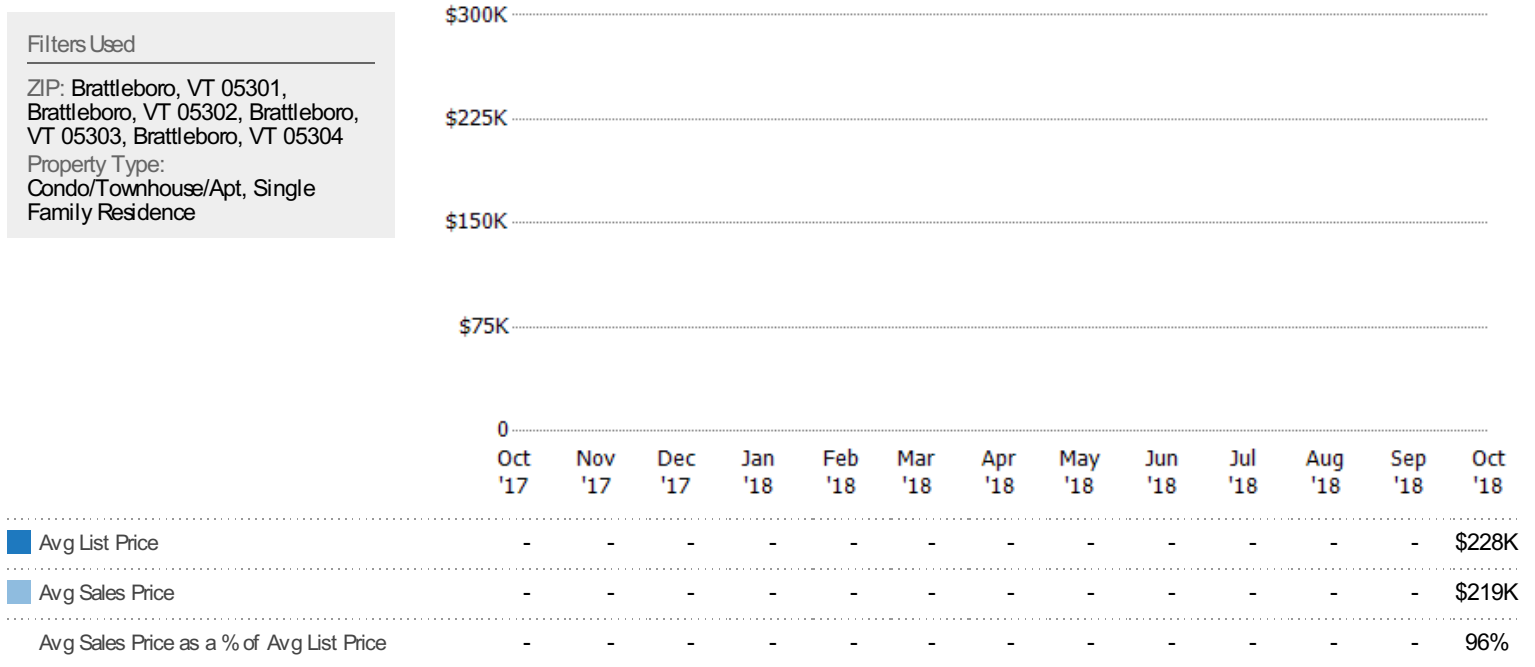 Filters Used
ZIP: Brattleboro, VT 05301,
Brattleboro, VT 05302, Brattleboro,
VT 05303, Brattleboro, VT 05304
Property Type:
Condo/Townhouse/Apt, Single
Family Residence
$300K
$225K
$150K
$75K
0
Oct Nov Dec Jan Feb Mar Apr May Jun Jul Aug Sep Oct
'17 '17 '17 '18 '18 '18 '18 '18 '18 '18 '18 '18 '18
Avg List Price - - - - - - - - - - - - $228K
Avg Sales Price - - - - - - - - - - - - $219K
Avg Sales Price as a % of Avg List Price - - - - - - - - - - - - 96%